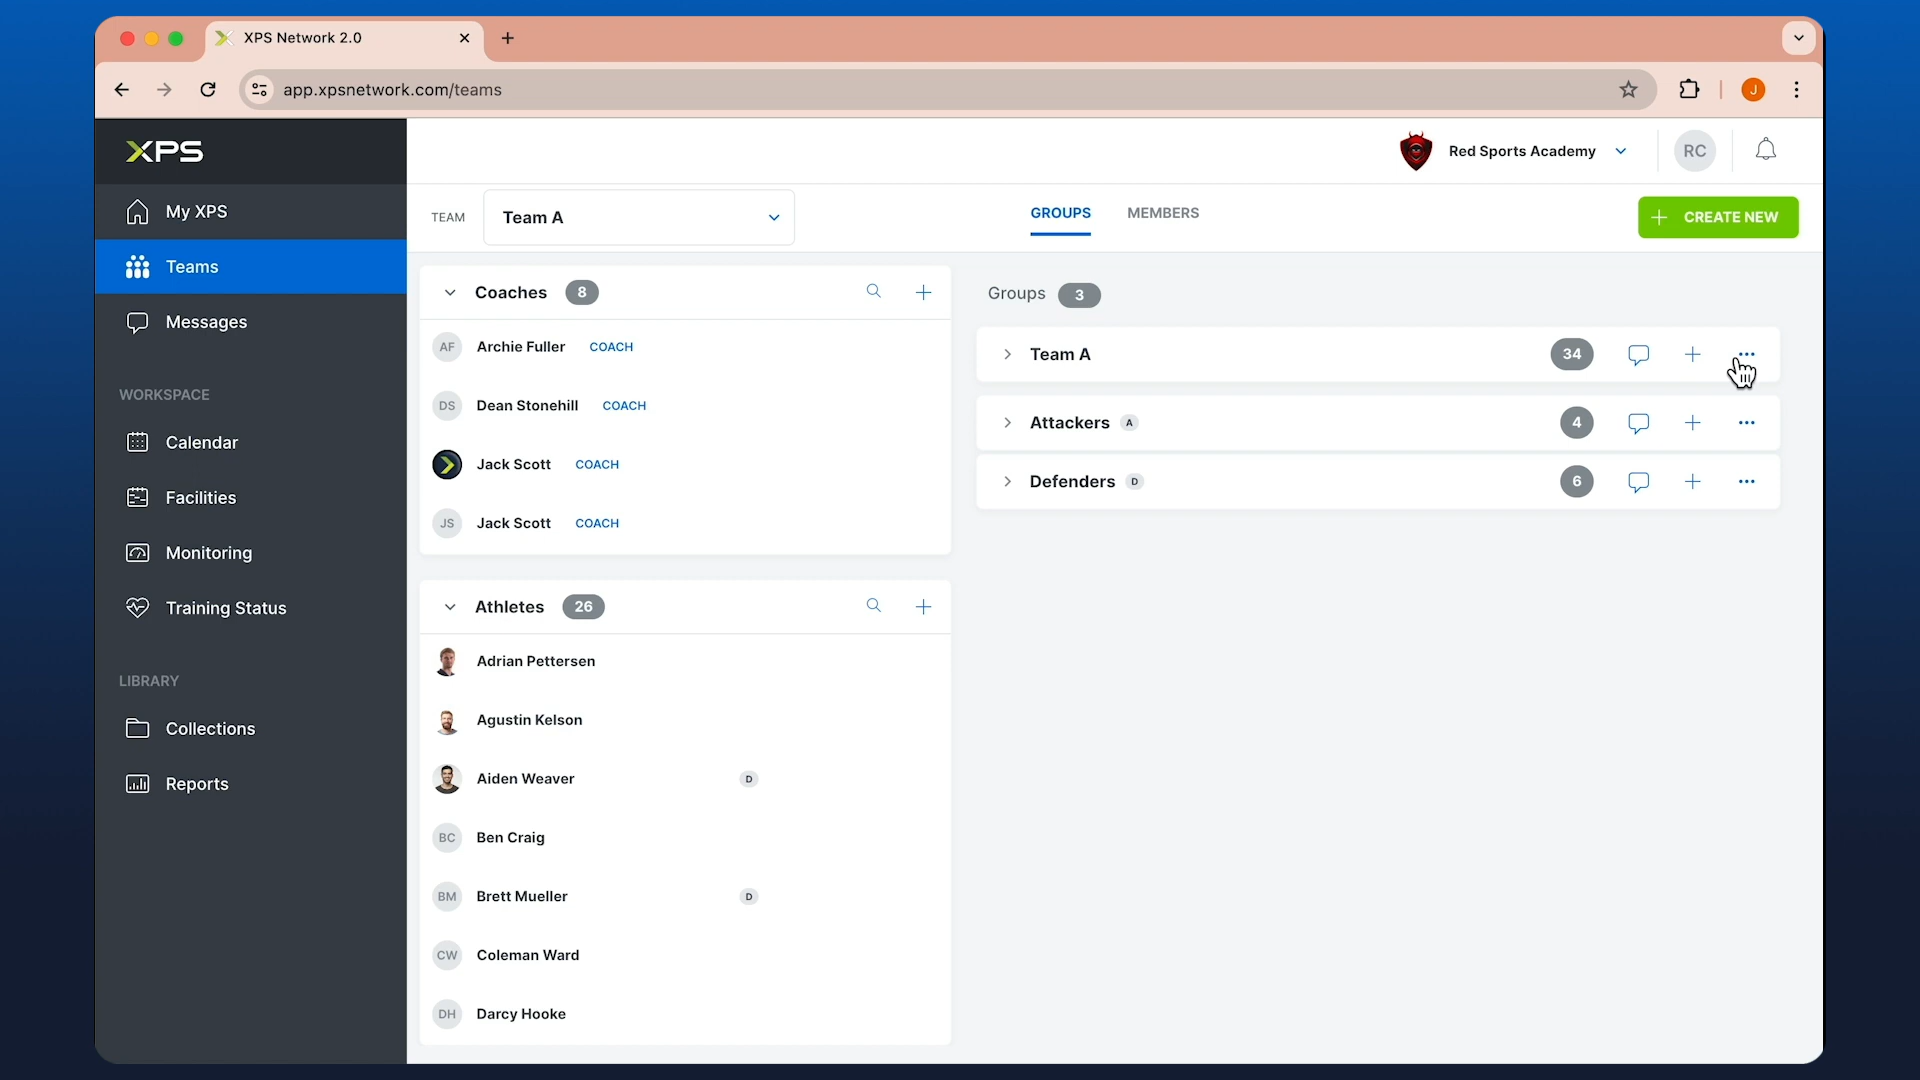 XPS Network 2.0
app.xpsnetwork.com/teams
J
XPS
Red Sports Academy
RC
My XPS
Teams
Messages
WORKSPACE
Calendar
Facilities
Monitoring
Training Status
LIBRARY
Collections
Reports
TEAM
Team A
GROUPS
MEMBERS
CREATE NEW
Coaches 8
AF Archie Fuller COACH
DS Dean Stonehill COACH
Jack Scott COACH
JS Jack Scott COACH
Athletes 26
Adrian Pettersen
Agustin Kelson
Aiden Weaver D
BC Ben Craig
BM Brett Mueller D
CW Coleman Ward
DH Darcy Hooke
Groups 3
Team A 34
Attackers A 4
Defenders D 6